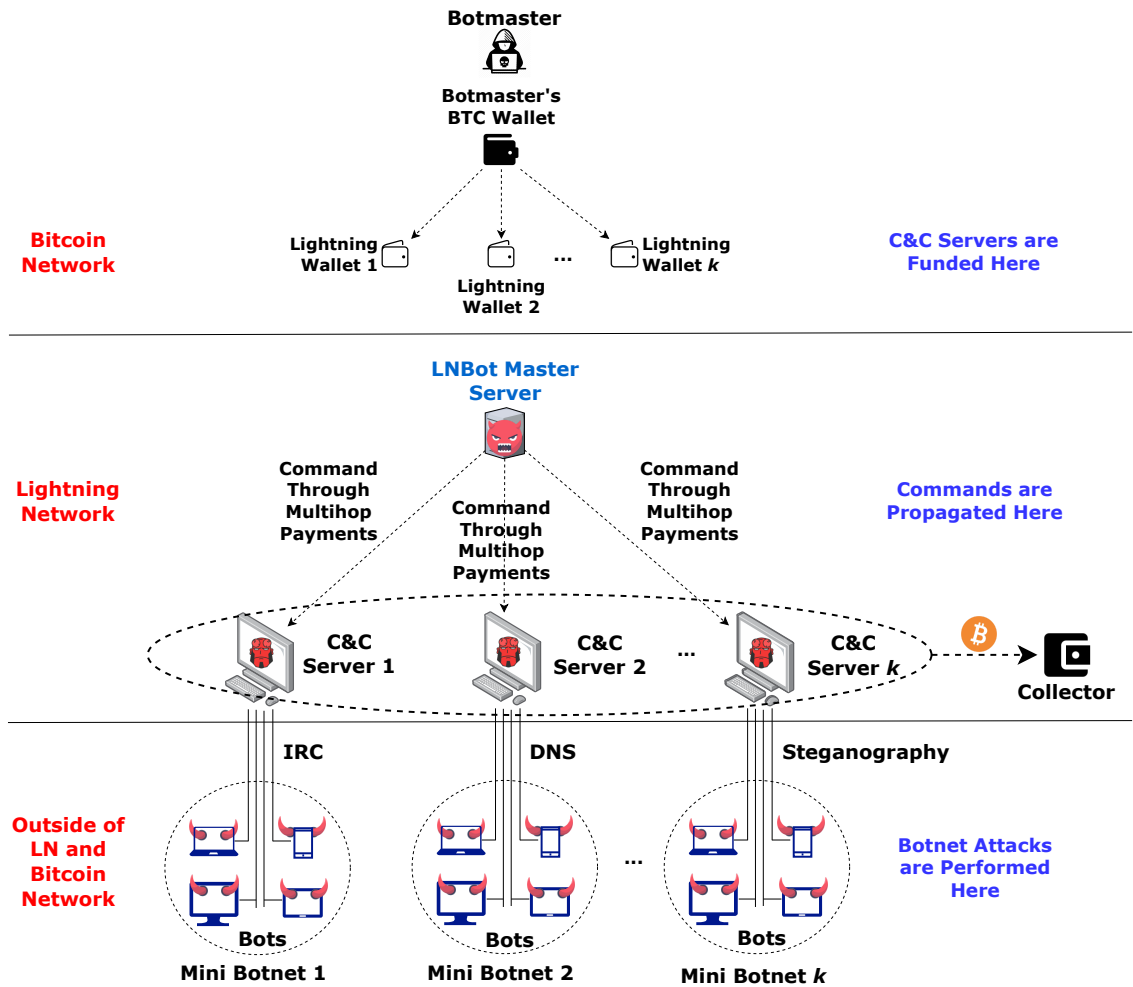 Botmaster
Botmaster's
BTC Wallet
Bitcoin
Network
Lightning
Wallet 1
Lightning
Wallet 2
...
Lightning
Wallet k
C&C Servers are
Funded Here
LNBot Master
Server
Lightning
Network
Command
Through
Multihop
Payments
Command
Through
Multihop
Payments
Command
Through
Multihop
Payments
Commands are
Propagated Here
C&C
Server 1
C&C
Server 2
...
C&C
Server k
₿
Collector
IRC
DNS
Steganography
Outside of
LN and
Bitcoin
Network
Bots
Mini Botnet 1
Bots
Mini Botnet 2
...
Bots
Mini Botnet k
Botnet Attacks
are Performed
Here